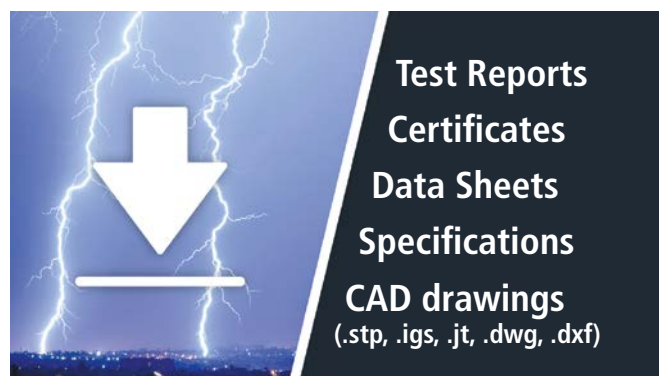 Test Reports
Certificates
Data Sheets
Specifications
CAD drawings
(.stp, .igs, .jt, .dwg, .dxf)